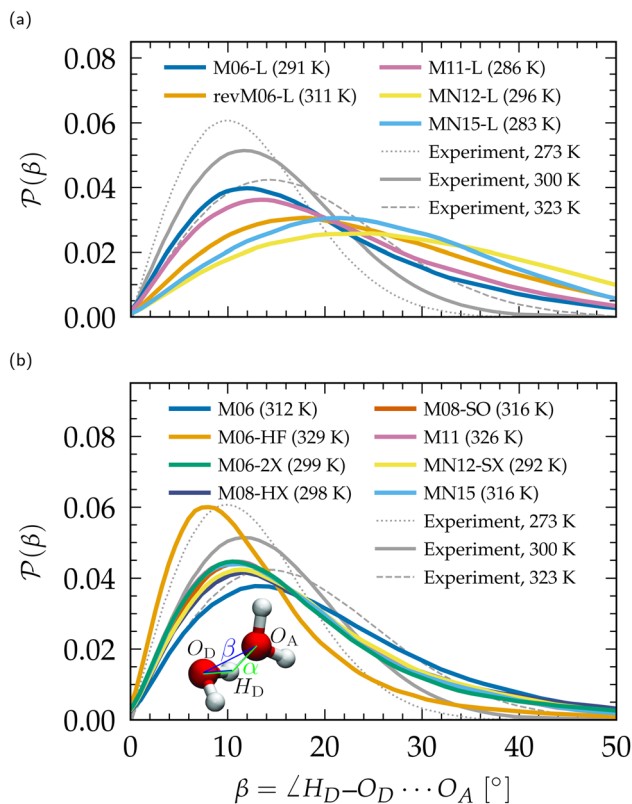 (a)
0.08
0.06
0.04
0.02
0.00
𝒫(β)
M06-L (291 K)
revM06-L (311 K)
M11-L (286 K)
MN12-L (296 K)
MN15-L (283 K)
Experiment, 273 K
Experiment, 300 K
Experiment, 323 K
(b)
0.08
0.06
0.04
0.02
0.00
𝒫(β)
M06 (312 K)
M06-HF (329 K)
M06-2X (299 K)
M08-HX (298 K)
M08-SO (316 K)
M11 (326 K)
MN12-SX (292 K)
MN15 (316 K)
Experiment, 273 K
Experiment, 300 K
Experiment, 323 K
O_D β O_A
α
H_D
0 10 20 30 40 50
β = ∠H_D–O_D ⋯ O_A [°]